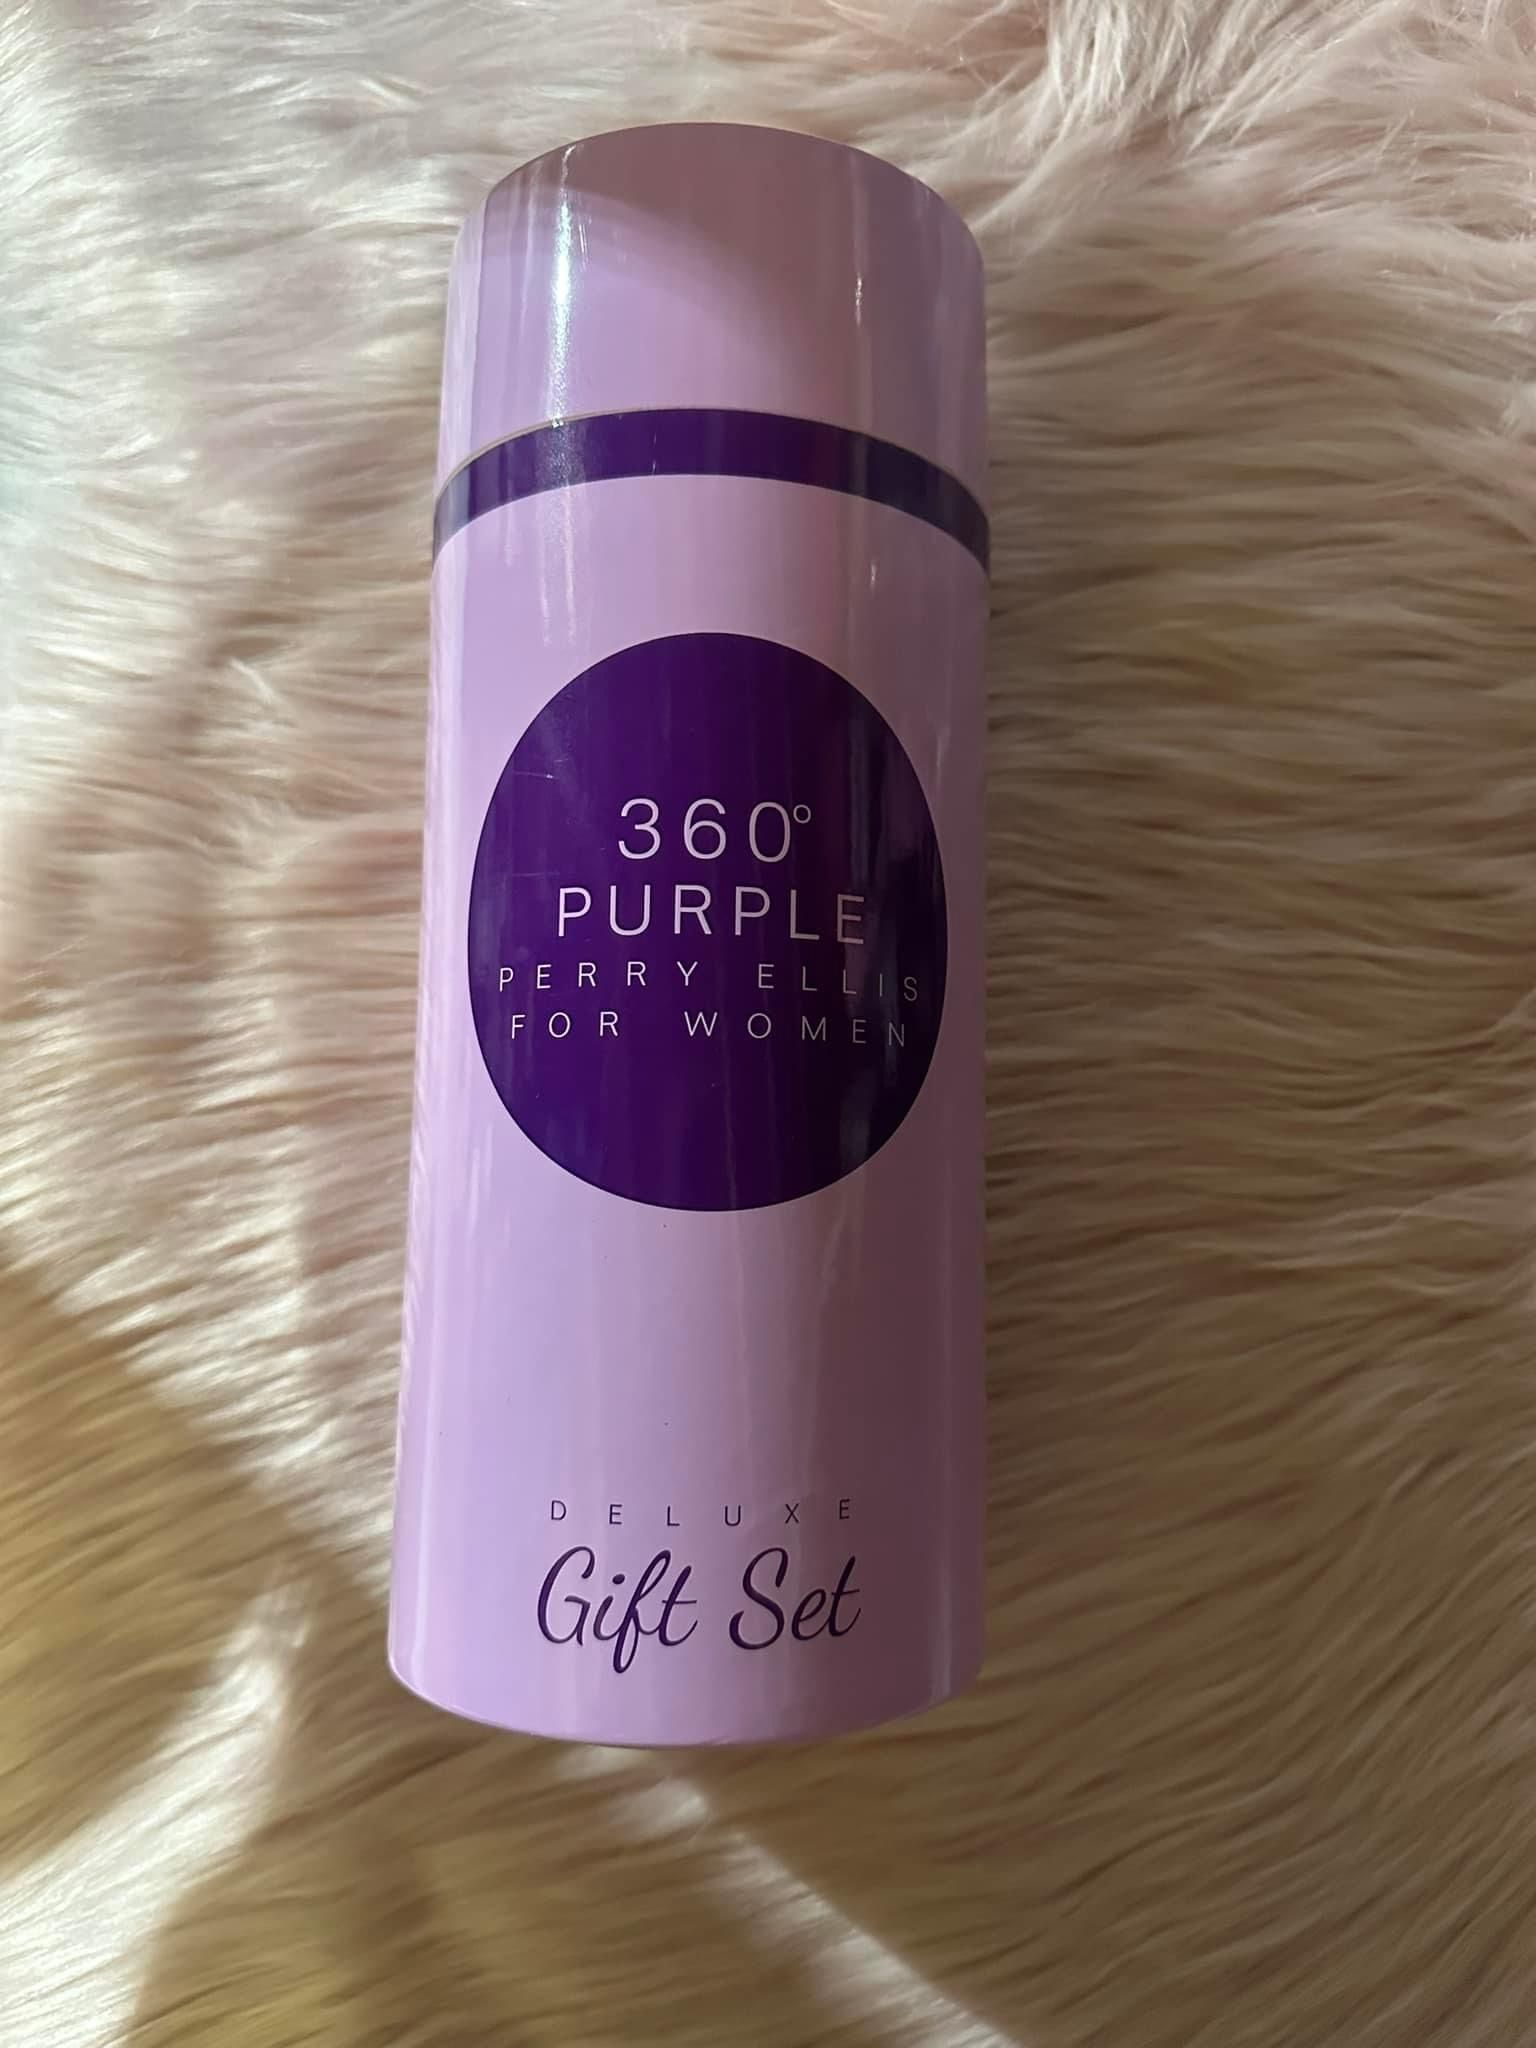 360°
PURPLE
PERRY ELLIS
FOR WOMEN
DELUXE
Gift Set